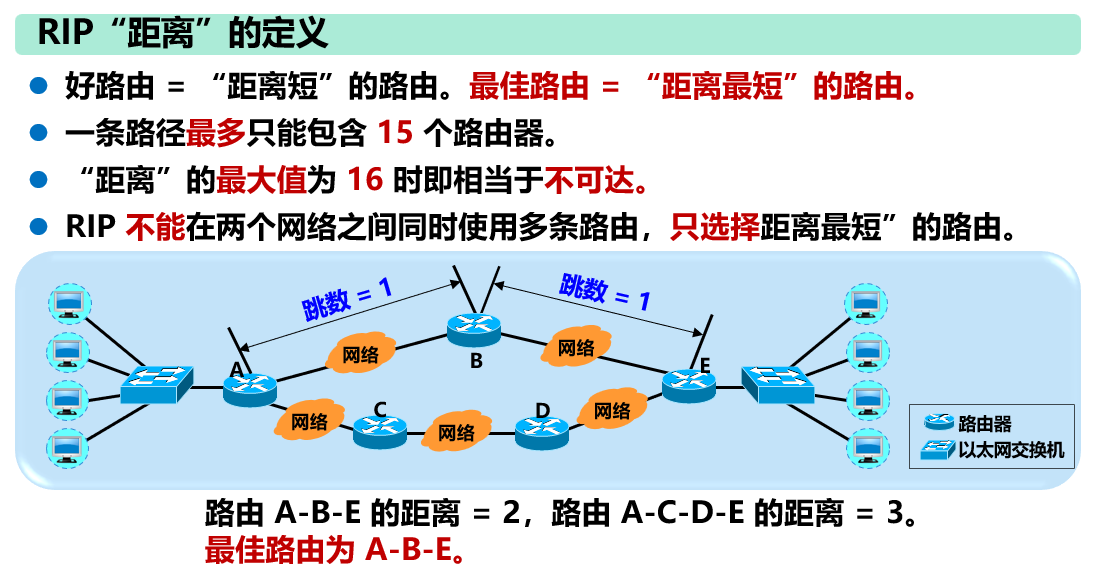 RIP“距离”的定义
好路由 = “距离短”的路由。最佳路由 = “距离最短”的路由。
一条路径最多只能包含 15 个路由器。
“距离”的最大值为 16 时即相当于不可达。
RIP 不能在两个网络之间同时使用多条路由，只选择距离最短”的路由。
跳数 = 1
跳数 = 1
网络
B
网络
A
E
网络
C
网络
D
网络
路由器
以太网交换机
路由 A-B-E 的距离 = 2，路由 A-C-D-E 的距离 = 3。
最佳路由为 A-B-E。